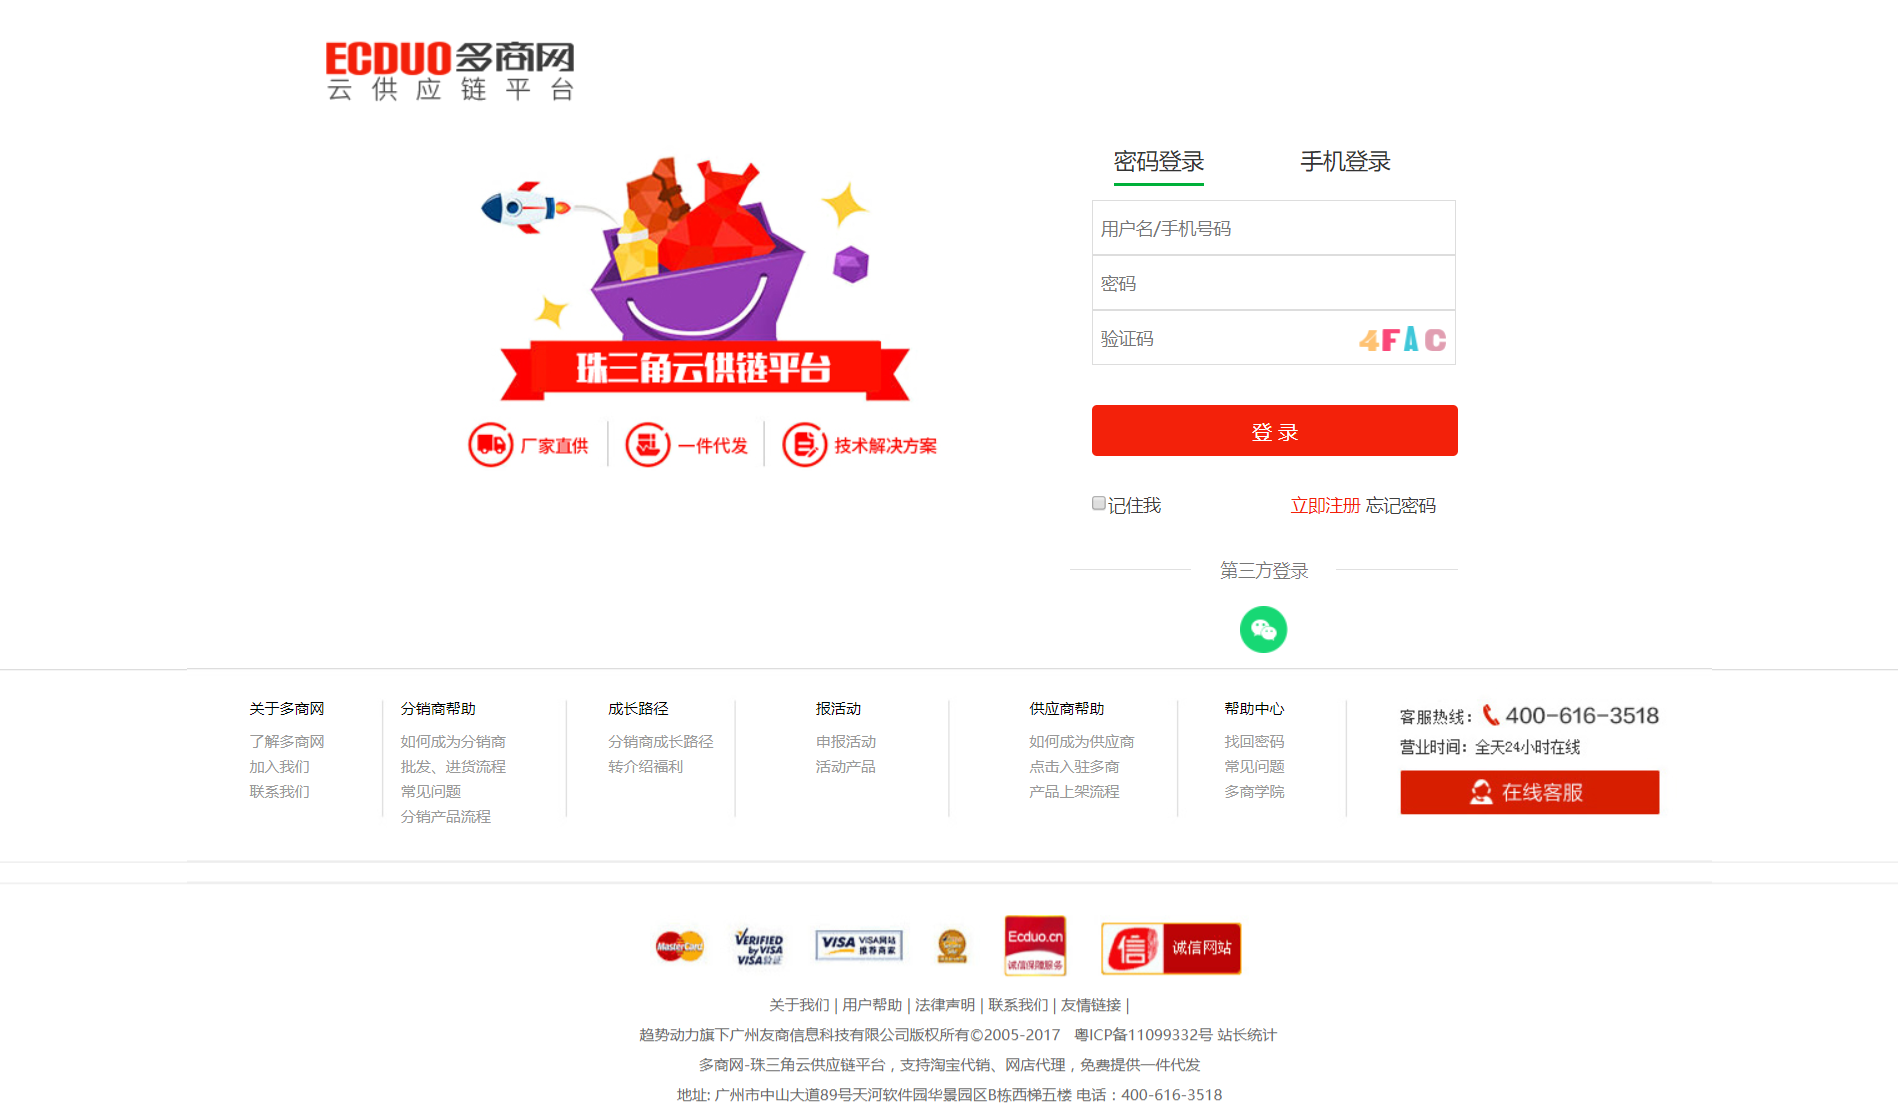 ECDUO多商网
云供应链平台
密码登录 手机登录
用户名/手机号码
密码
验证码 4FAC
登 录
记住我 立即注册 忘记密码
第三方登录
珠三角云供链平台
厂家直供 一件代发 技术解决方案
关于多商网
了解多商网
加入我们
联系我们
分销商帮助
如何成为分销商
批发、进货流程
常见问题
分销产品流程
成长路径
分销商成长路径
转介绍福利
报活动
申报活动
活动产品
供应商帮助
如何成为供应商
点击入驻多商
产品上架流程
帮助中心
找回密码
常见问题
多商学院
客服热线：400-616-3518
营业时间：全天24小时在线
在线客服
MasterCard
VERIFIED
by VISA
VISA验证
VISA VISA网站
推荐商家
Ecduo.cn
诚信保障服务
信 诚信网站
关于我们 | 用户帮助 | 法律声明 | 联系我们 | 友情链接 |
趋势动力旗下广州友商信息科技有限公司版权所有©2005-2017 粤ICP备11099332号 站长统计
多商网-珠三角云供应链平台，支持淘宝代销、网店代理，免费提供一件代发
地址: 广州市中山大道89号天河软件园华景园区B栋西梯五楼 电话：400-616-3518